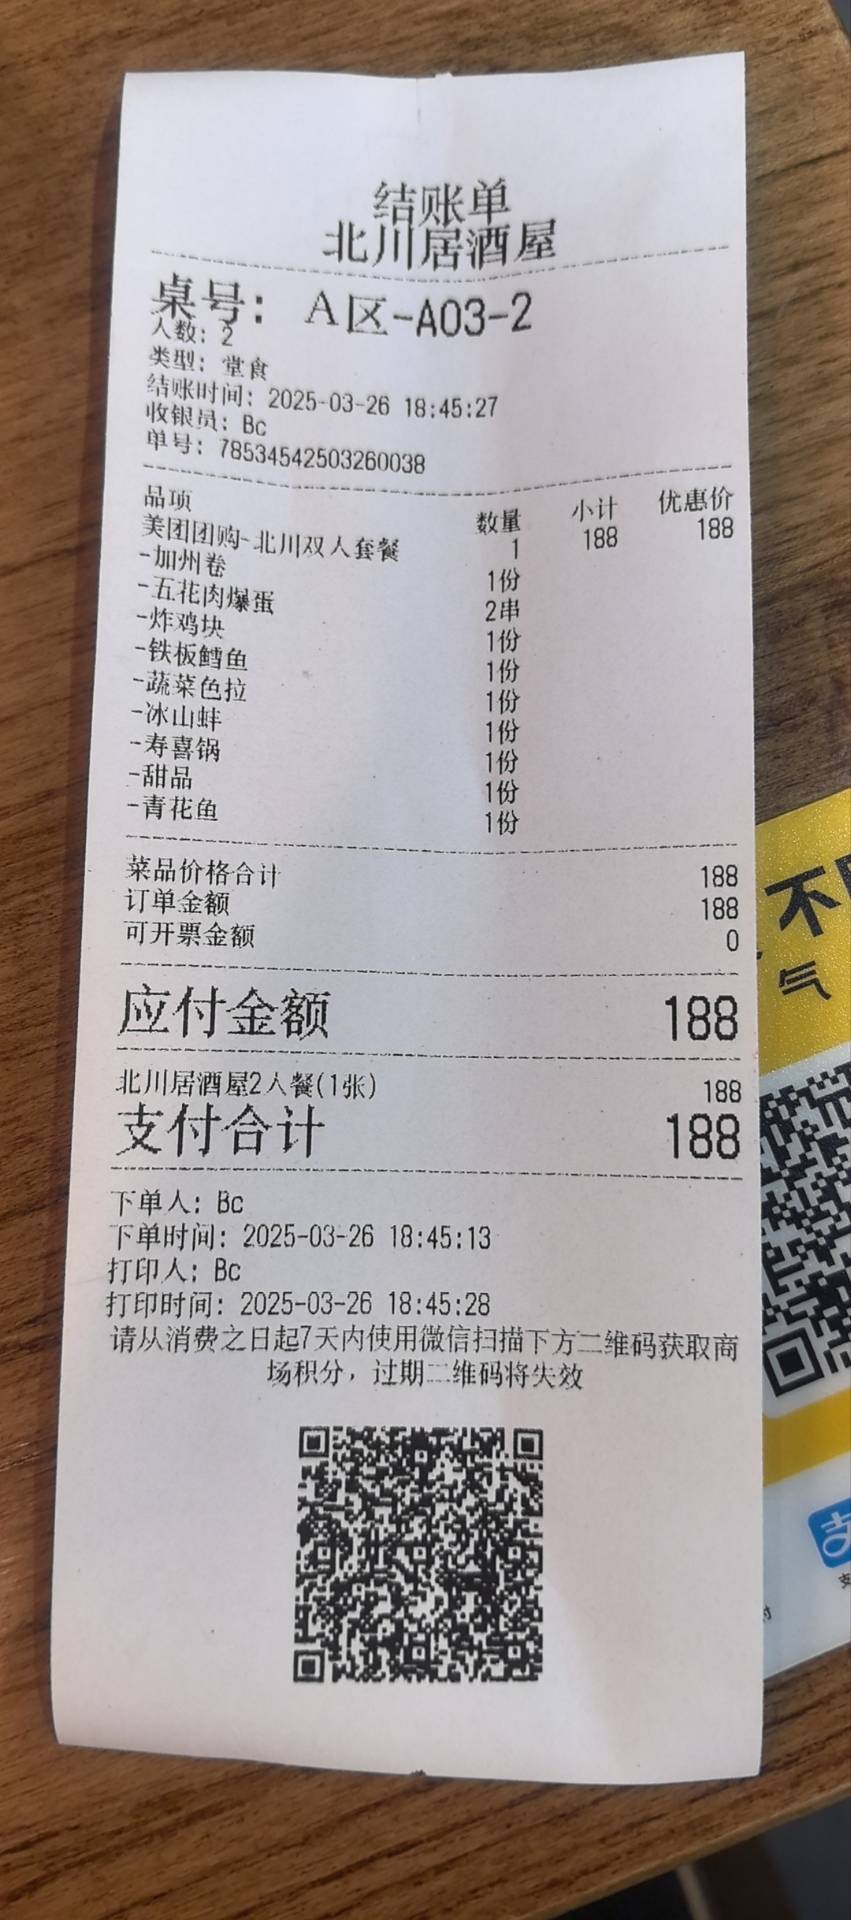 结账单
北川居酒屋
桌号: A区-A03-2
人数: 2
类型: 堂食
结账时间: 2025-03-26 18:45:27
收银员: Bc
单号: 78534542503260038
品项 数量 小计 优惠价
美团团购-北川双人套餐 1 188 188
-加州卷 1份
-五花肉爆蛋 2串
-炸鸡块 1份
-铁板鳕鱼 1份
-蔬菜色拉 1份
-冰山蚌 1份
-寿喜锅 1份
-甜品 1份
-青花鱼 1份
菜品价格合计 188
订单金额 188
可开票金额 0
应付金额 188
北川居酒屋2人餐(1张) 188
支付合计 188
下单人: Bc
下单时间: 2025-03-26 18:45:13
打印人: Bc
打印时间: 2025-03-26 18:45:28
请从消费之日起7天内使用微信扫描下方二维码获取商
场积分，过期二维码将失效
不
气
支